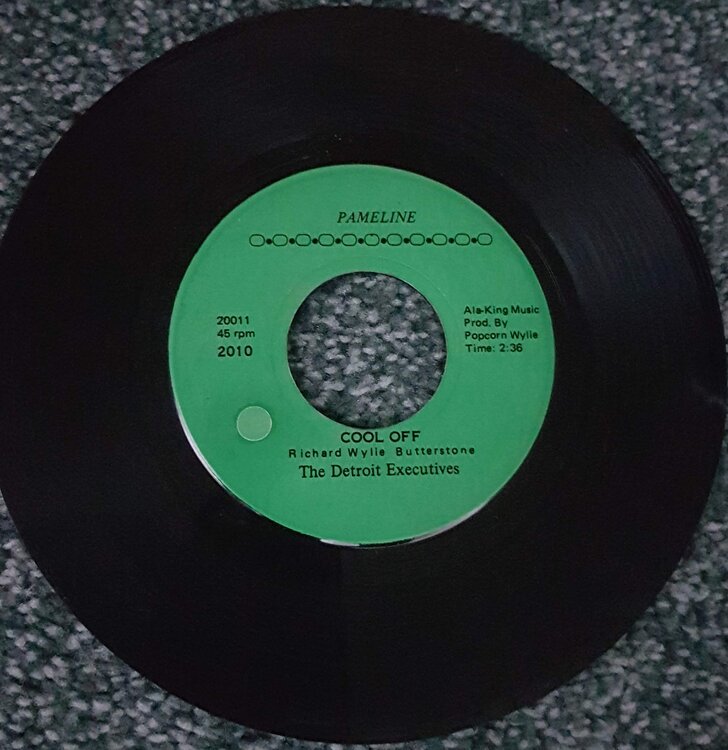 PAMELINE
20011
45 rpm
2010
Ala-King Music
Prod. By
Popcorn Wylie
Time: 2:36
COOL OFF
Richard Wylie Butterstone
The Detroit Executives